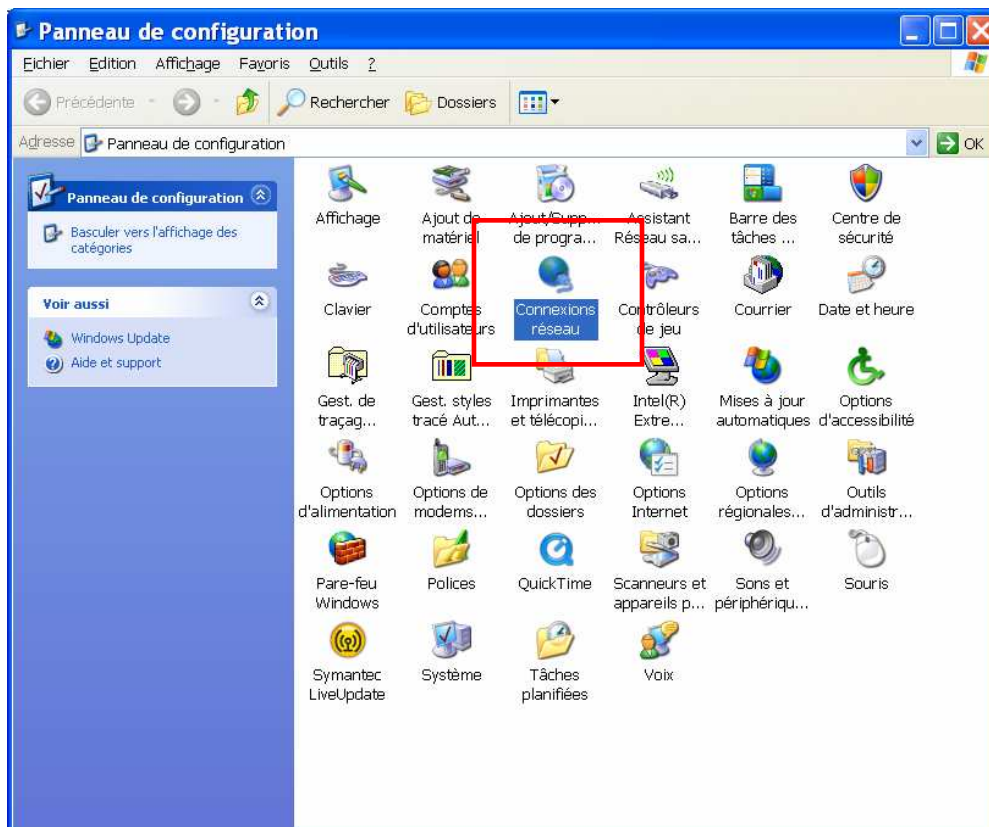 Panneau de configuration
Fichier Edition Affichage Favoris Outils ?
Précédente Rechercher Dossiers
Adresse Panneau de configuration OK
Panneau de configuration
Basculer vers l'affichage des
catégories
Voir aussi
Windows Update
Aide et support
Affichage
Ajout de
matériel
Ajout/Supp...
de progra...
Assistant
Réseau sa...
Barre des
tâches ...
Centre de
sécurité
Clavier
Comptes
d'utilisateurs
Connexions
réseau
Contrôleurs
de jeu
Courrier
Date et heure
Gest. de
traçag...
Gest. styles
tracé Aut...
Imprimantes
et télécopi...
Intel(R)
Extre...
Mises à jour
automatiques
Options
d'accessibilité
Options
d'alimentation
Options de
modems...
Options des
dossiers
Options
Internet
Options
régionales...
Outils
d'administr...
Pare-feu
Windows
Polices
QuickTime
Scanneurs et
appareils p...
Sons et
périphériqu...
Souris
Symantec
LiveUpdate
Système
Tâches
planifiées
Voix